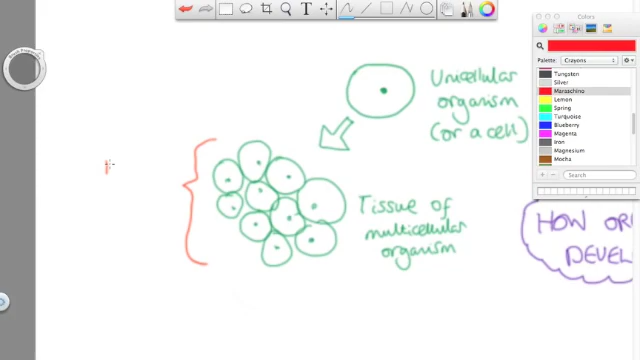 Colors
Palette: Crayons
Tungsten
Silver
Maraschino
Lemon
Spring
Turquoise
Blueberry
Magenta
Iron
Magnesium
Mocha
Search
Unicellular
organism
(or a cell)
Tissue of
multicellular
organism
HOW OR
DEVEL